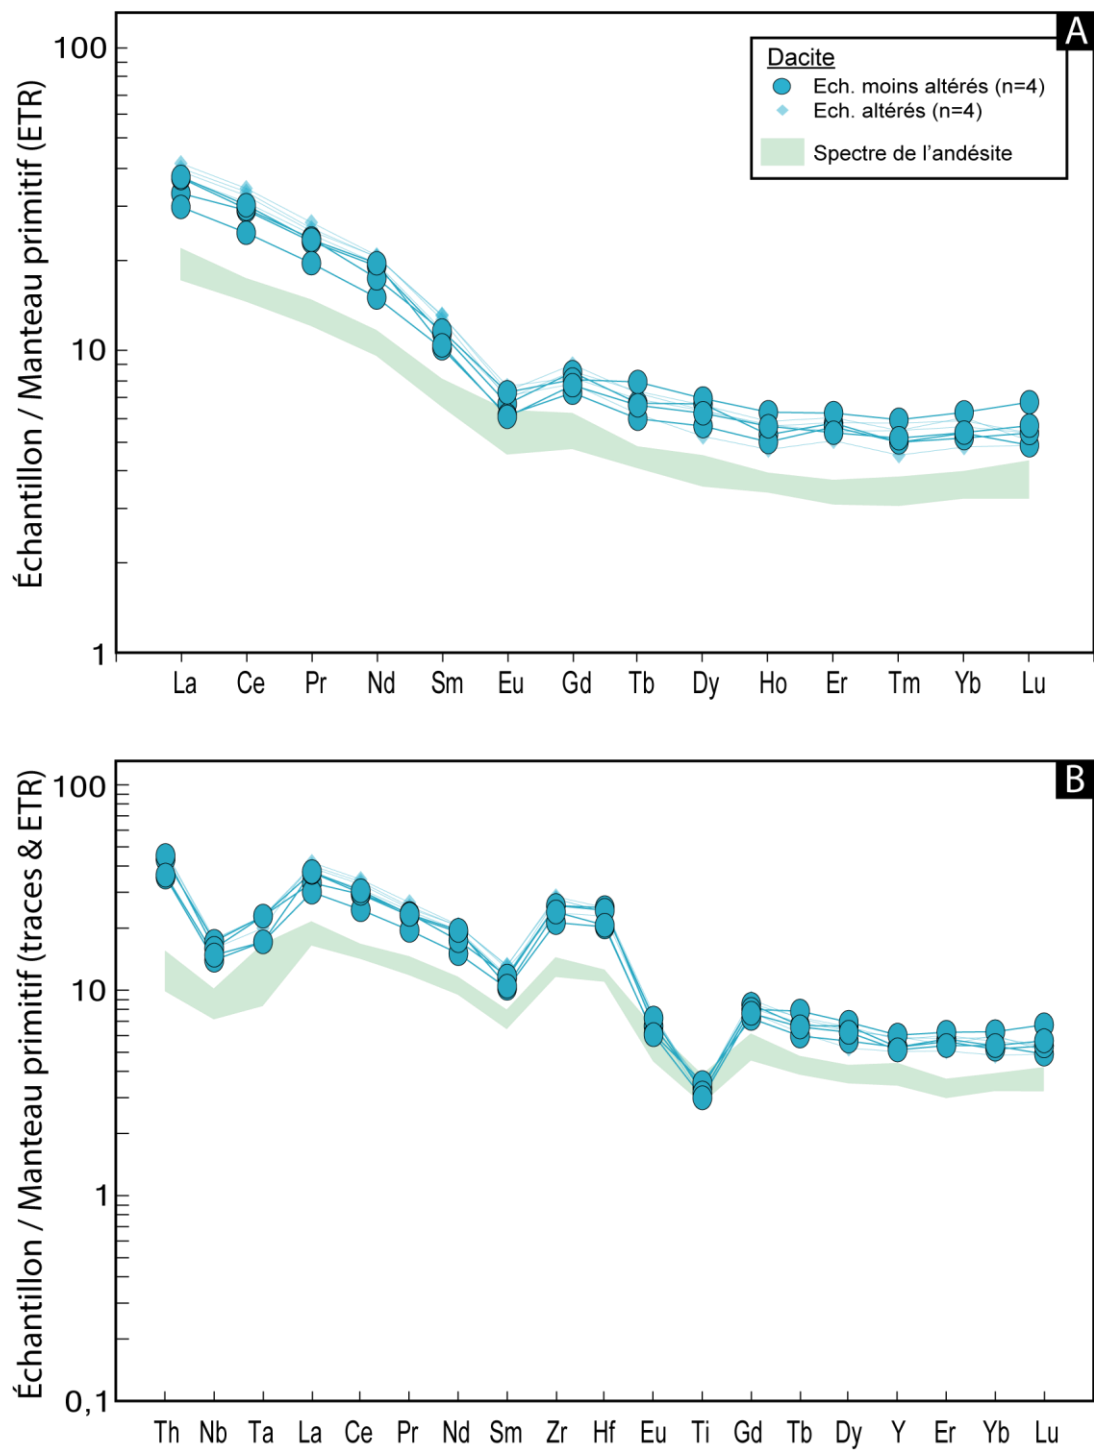 A
Échantillon / Manteau primitif (ETR)
100
10
1
Dacite
Ech. moins altérés (n=4)
Ech. altérés (n=4)
Spectre de l'andésite
La Ce Pr Nd Sm Eu Gd Tb Dy Ho Er Tm Yb Lu
B
Échantillon / Manteau primitif (traces & ETR)
100
10
1
0,1
Th Nb Ta La Ce Pr Nd Sm Zr Hf Eu Ti Gd Tb Dy Y Er Yb Lu